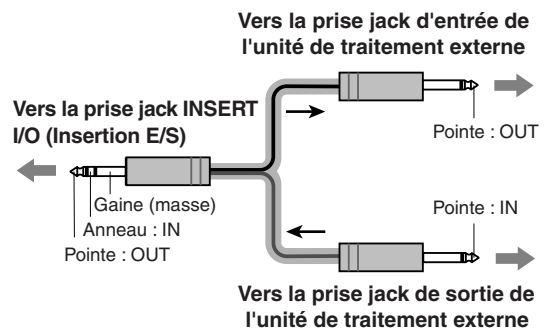 Vers la prise jack d'entrée de
l'unité de traitement externe
Pointe : OUT
Vers la prise jack INSERT
I/O (Insertion E/S)
Gaine (masse)
Anneau : IN
Pointe : OUT
Pointe : IN
Vers la prise jack de sortie de
l'unité de traitement externe